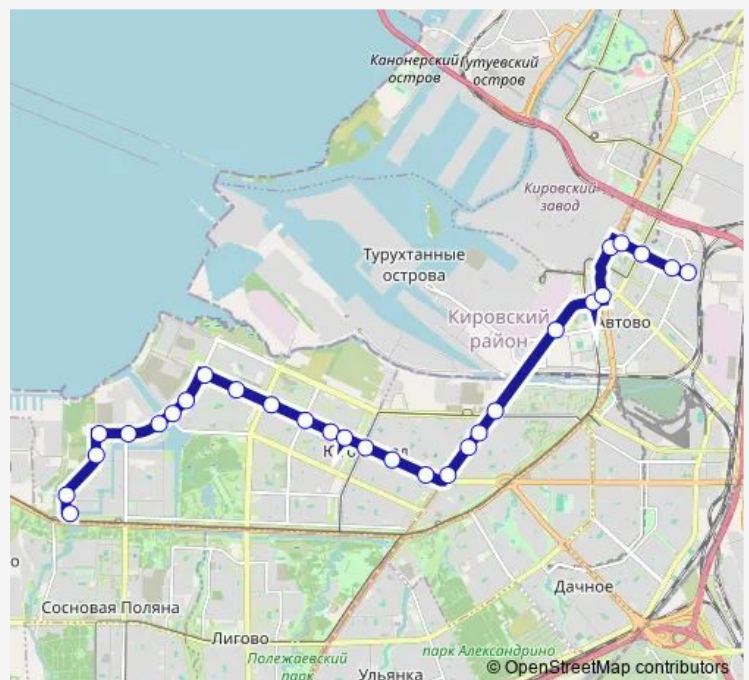 Канонерский
остров
Гутуевский
остров
Кировский
завод
Турухтанные
острова
Кировский
район
Автово
Дачное
Сосновая Поляна
Лигово
Полежаевский
парк
парк Александрино
Ульянка
© OpenStreetMap contributors